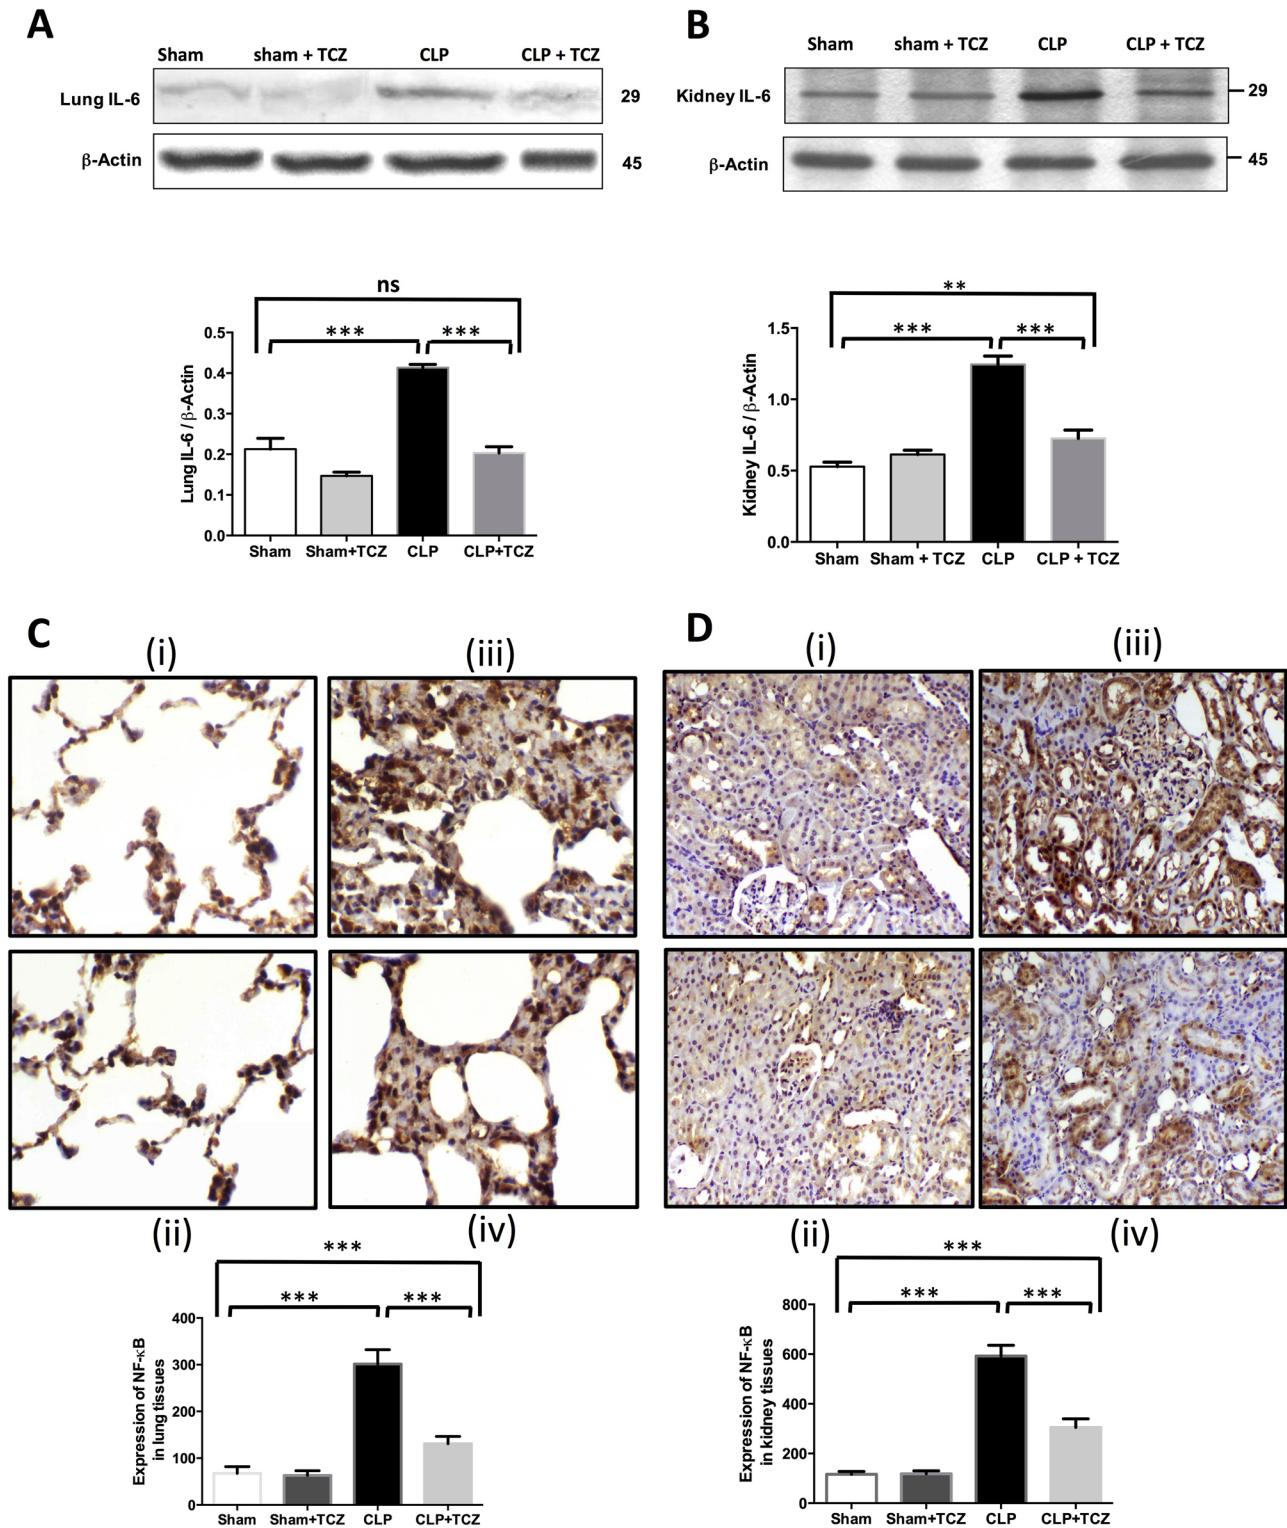 A
Sham sham + TCZ CLP CLP + TCZ
Lung IL-6
29
β-Actin
45
ns
*** ***
0.5
0.4
0.3
0.2
0.1
0.0
Lung IL-6 / β-Actin
Sham Sham+TCZ CLP CLP+TCZ
B
Sham sham + TCZ CLP CLP + TCZ
Kidney IL-6
29
β-Actin
45
**
*** ***
1.5
1.0
0.5
0.0
Kidney IL-6 / β-Actin
Sham Sham + TCZ CLP CLP + TCZ
C
(i) (iii)
(ii) (iv)
***
*** ***
400
300
200
100
0
Expression of NF-κB
in lung tissues
Sham Sham+TCZ CLP CLP+TCZ
D
(i) (iii)
(ii) (iv)
***
*** ***
800
600
400
200
0
Expression of NF-κB
in kidney tissues
Sham Sham+TCZ CLP CLP+TCZ